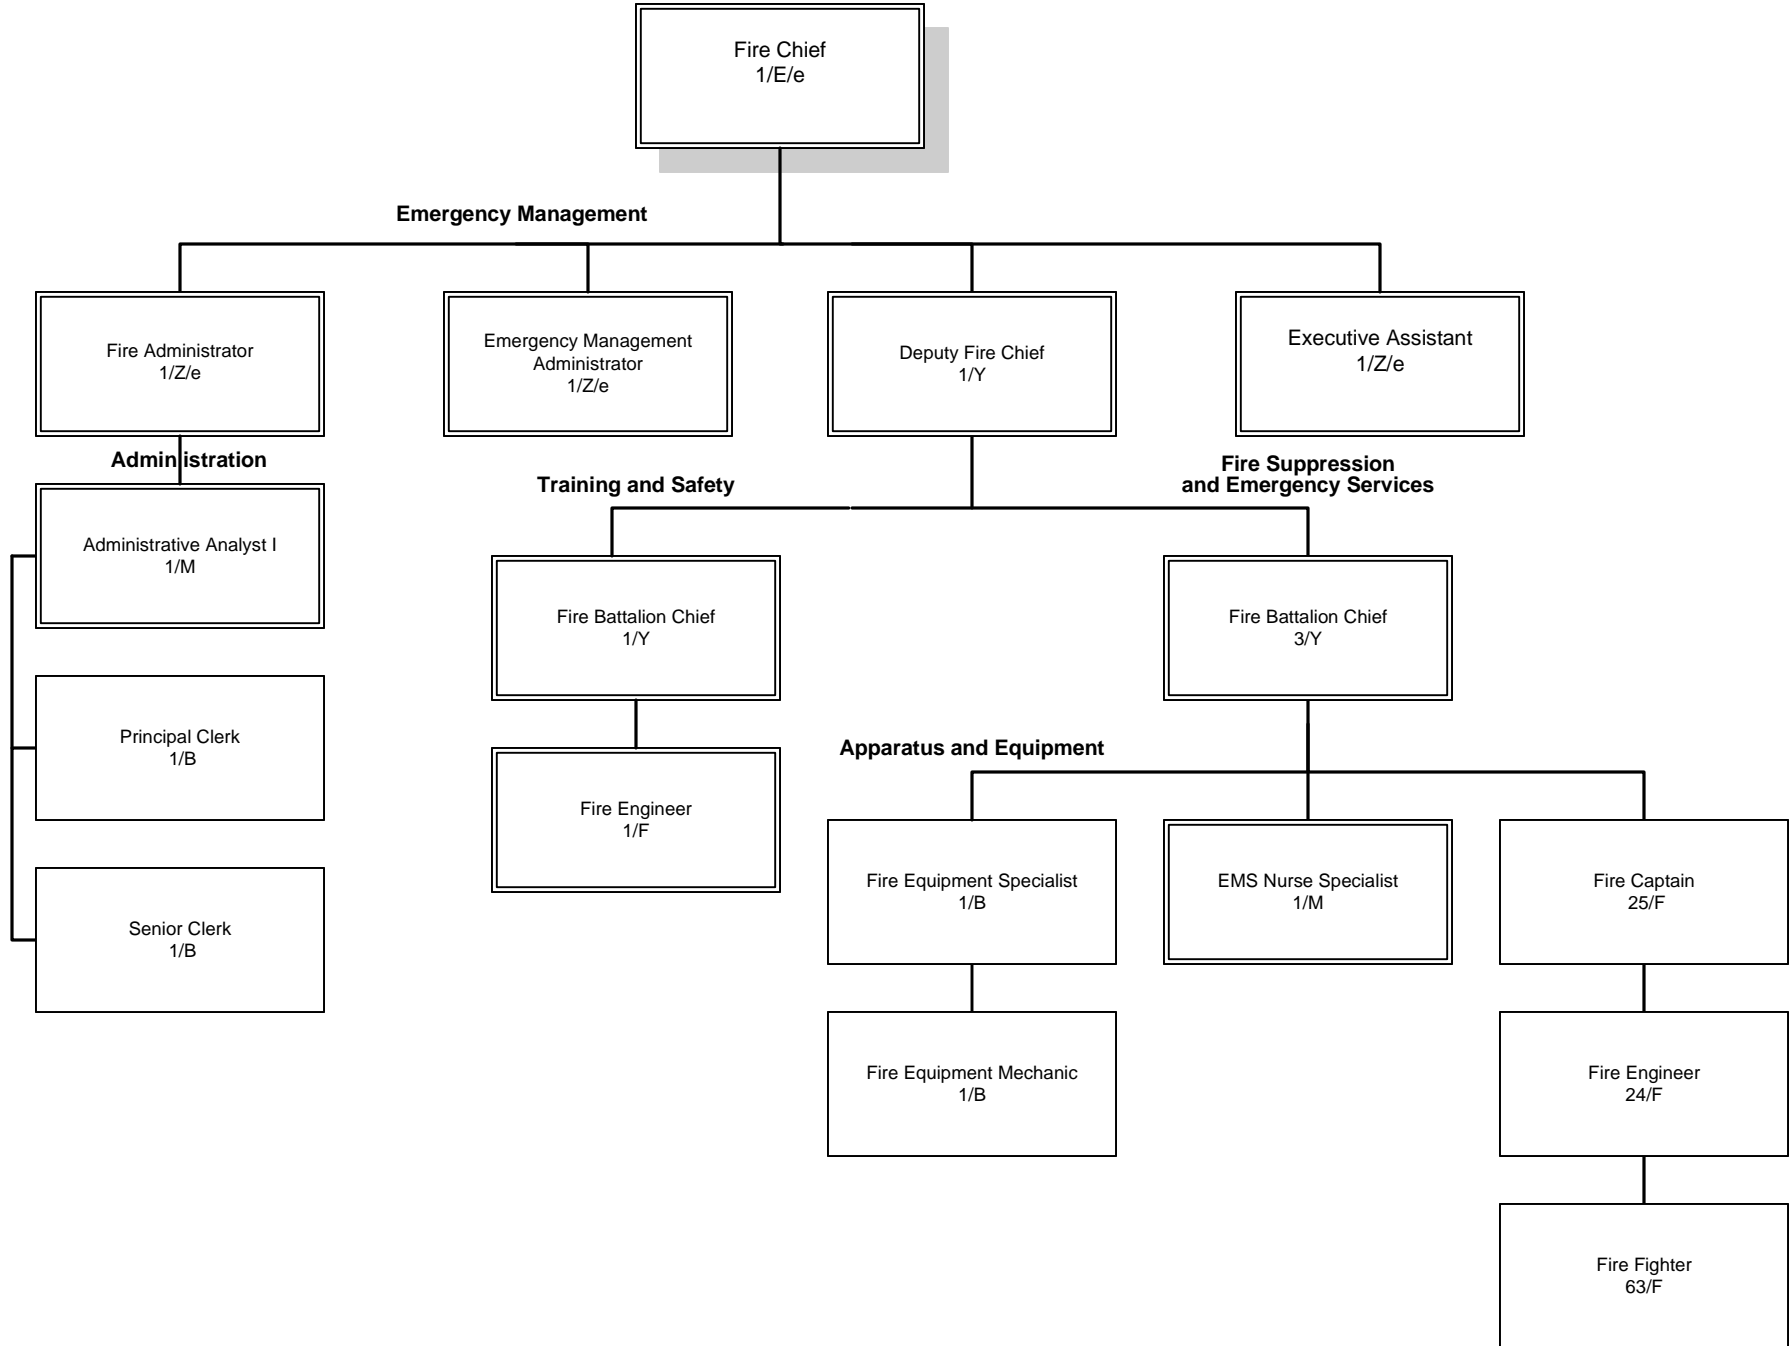 Fire Chief
1/E/e
Emergency Management
Fire Administrator
1/Z/e
Emergency Management
Administrator
1/Z/e
Deputy Fire Chief
1/Y
Executive Assistant
1/Z/e
Administration
Training and Safety
Fire Suppression
and Emergency Services
Administrative Analyst I
1/M
Fire Battalion Chief
1/Y
Fire Battalion Chief
3/Y
Principal Clerk
1/B
Apparatus and Equipment
Fire Engineer
1/F
Senior Clerk
1/B
Fire Equipment Specialist
1/B
EMS Nurse Specialist
1/M
Fire Captain
25/F
Fire Equipment Mechanic
1/B
Fire Engineer
24/F
Fire Fighter
63/F